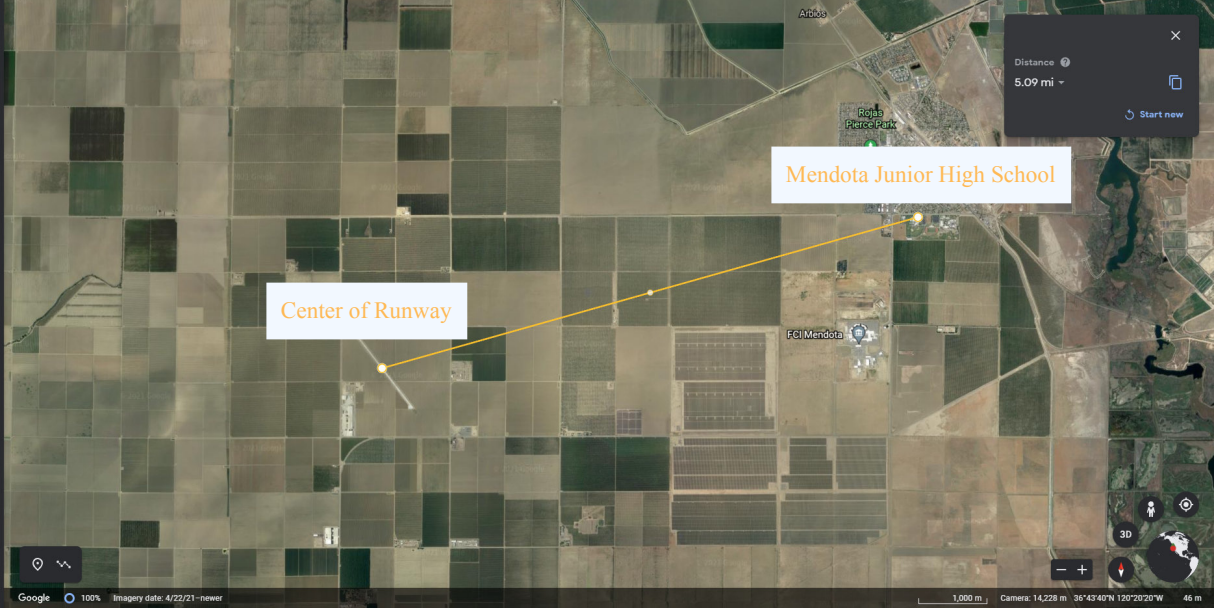 Arbios
Distance
5.09 mi
Start new
Rojas
Pierce Park
Mendota Junior High School
Center of Runway
FCI Mendota
3D
Google
100%
Imagery date: 4/22/21–newer
1,000 m
Camera: 14,228 m
36°43'40"N 120°20'20"W
46 m